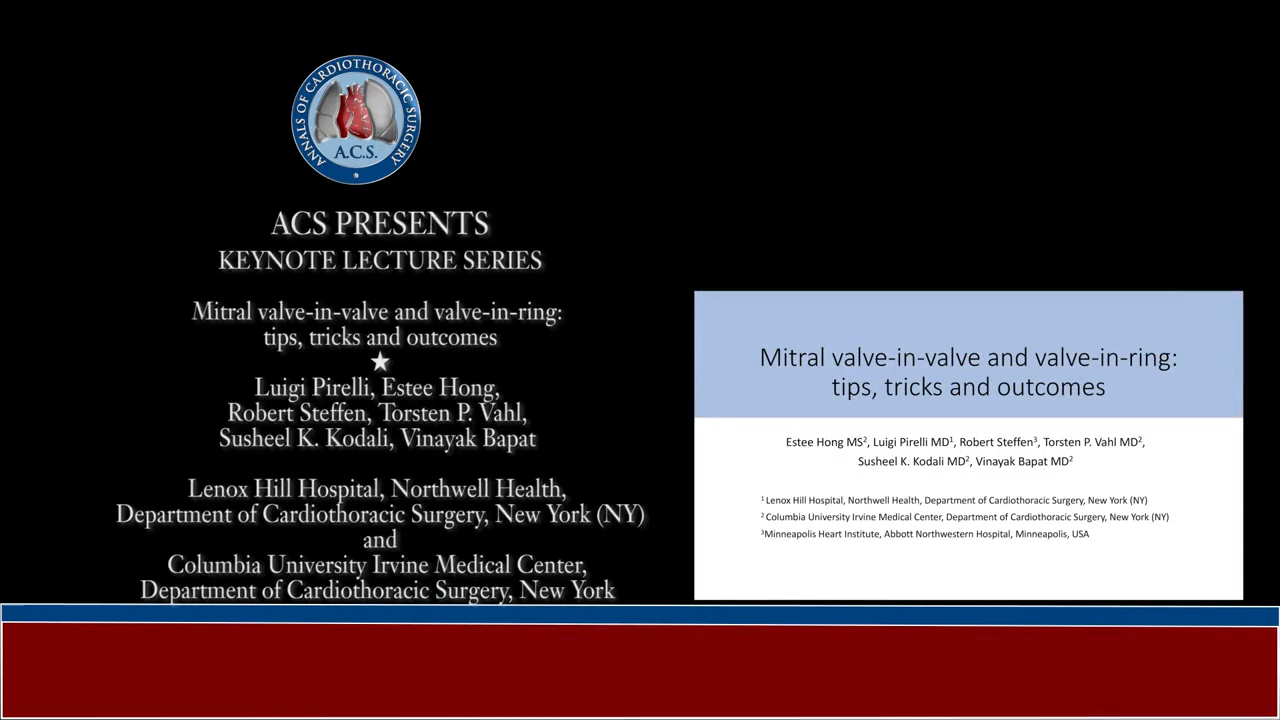 ANNALS OF CARDIOTHORACIC SURGERY
A.C.S.
ACS PRESENTS
KEYNOTE LECTURE SERIES
Mitral valve-in-valve and valve-in-ring:
tips, tricks and outcomes
★
Luigi Pirelli, Estee Hong,
Robert Steffen, Torsten P. Vahl,
Susheel K. Kodali, Vinayak Bapat
Lenox Hill Hospital, Northwell Health,
Department of Cardiothoracic Surgery, New York (NY)
and
Columbia University Irvine Medical Center,
Department of Cardiothoracic Surgery, New York
Mitral valve-in-valve and valve-in-ring:
tips, tricks and outcomes
Estee Hong MS², Luigi Pirelli MD¹, Robert Steffen³, Torsten P. Vahl MD²,
Susheel K. Kodali MD², Vinayak Bapat MD²
¹ Lenox Hill Hospital, Northwell Health, Department of Cardiothoracic Surgery, New York (NY)
² Columbia University Irvine Medical Center, Department of Cardiothoracic Surgery, New York (NY)
³Minneapolis Heart Institute, Abbott Northwestern Hospital, Minneapolis, USA